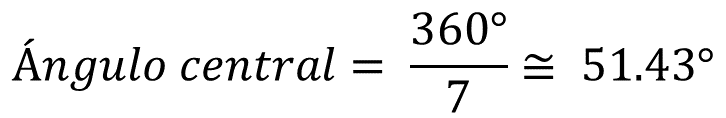 Ángulo central = 360° / 7 ≅ 51.43°